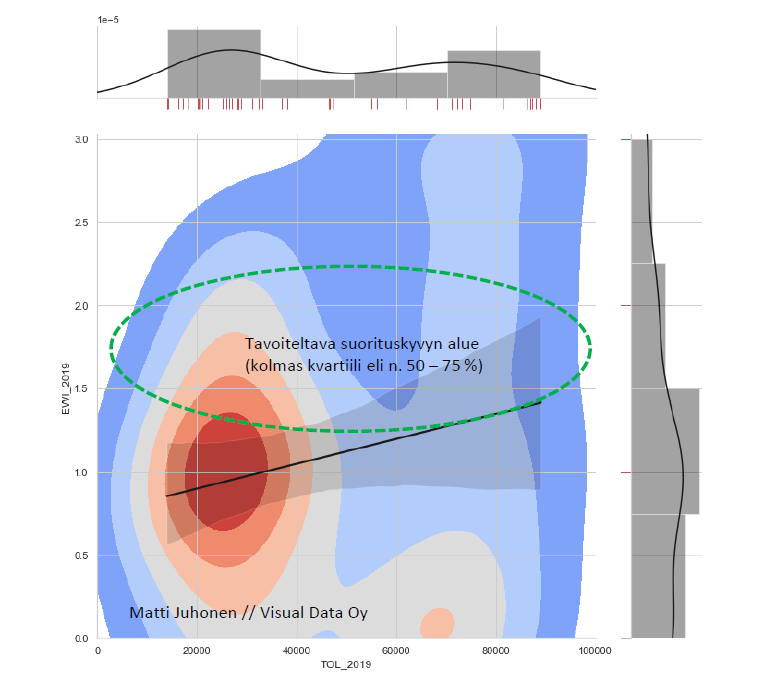 1e−5
3.0
2.5
2.0
1.5
1.0
0.5
0.0
EVVI_2019
Tavoiteltava suorituskyvyn alue
(kolmas kvartiili eli n. 50 – 75 %)
Matti Juhonen // Visual Data Oy
0 20000 40000 60000 80000 100000
TOL_2019